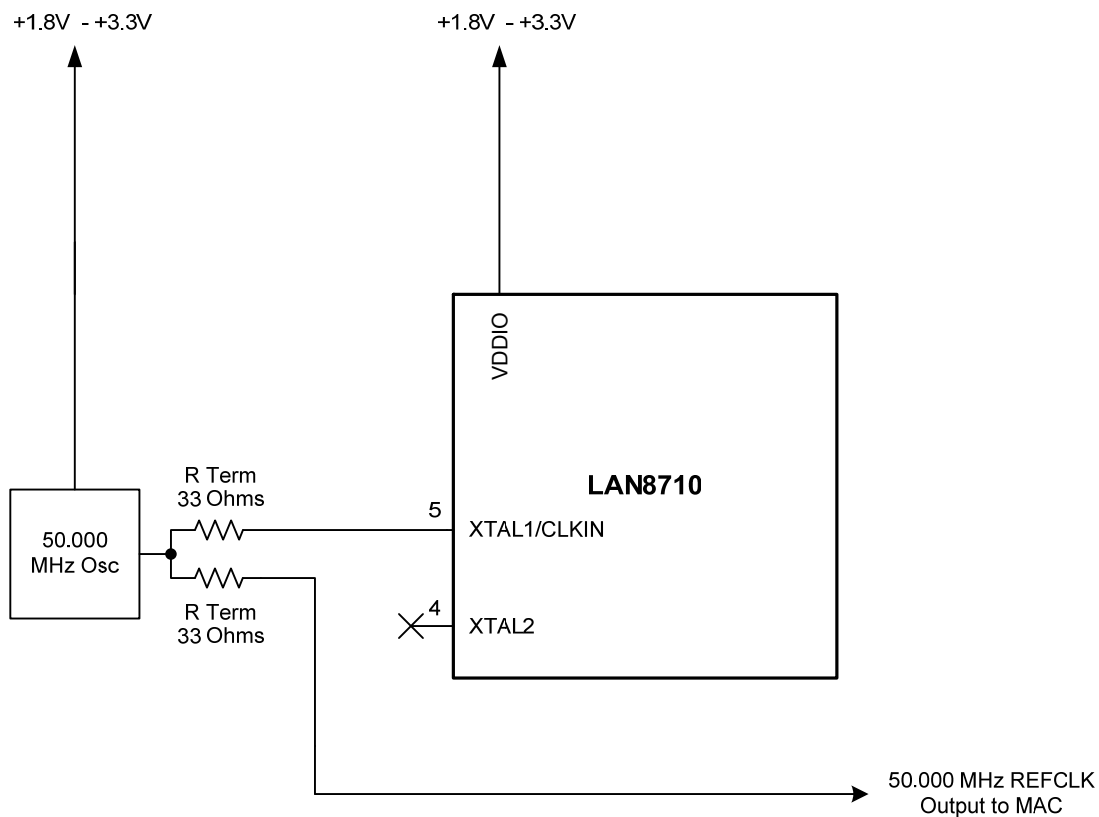 +1.8V - +3.3V
+1.8V - +3.3V
VDDIO
LAN8710
R Term
33 Ohms
5
XTAL1/CLKIN
50.000
MHz Osc
R Term
33 Ohms
4
XTAL2
50.000 MHz REFCLK
Output to MAC